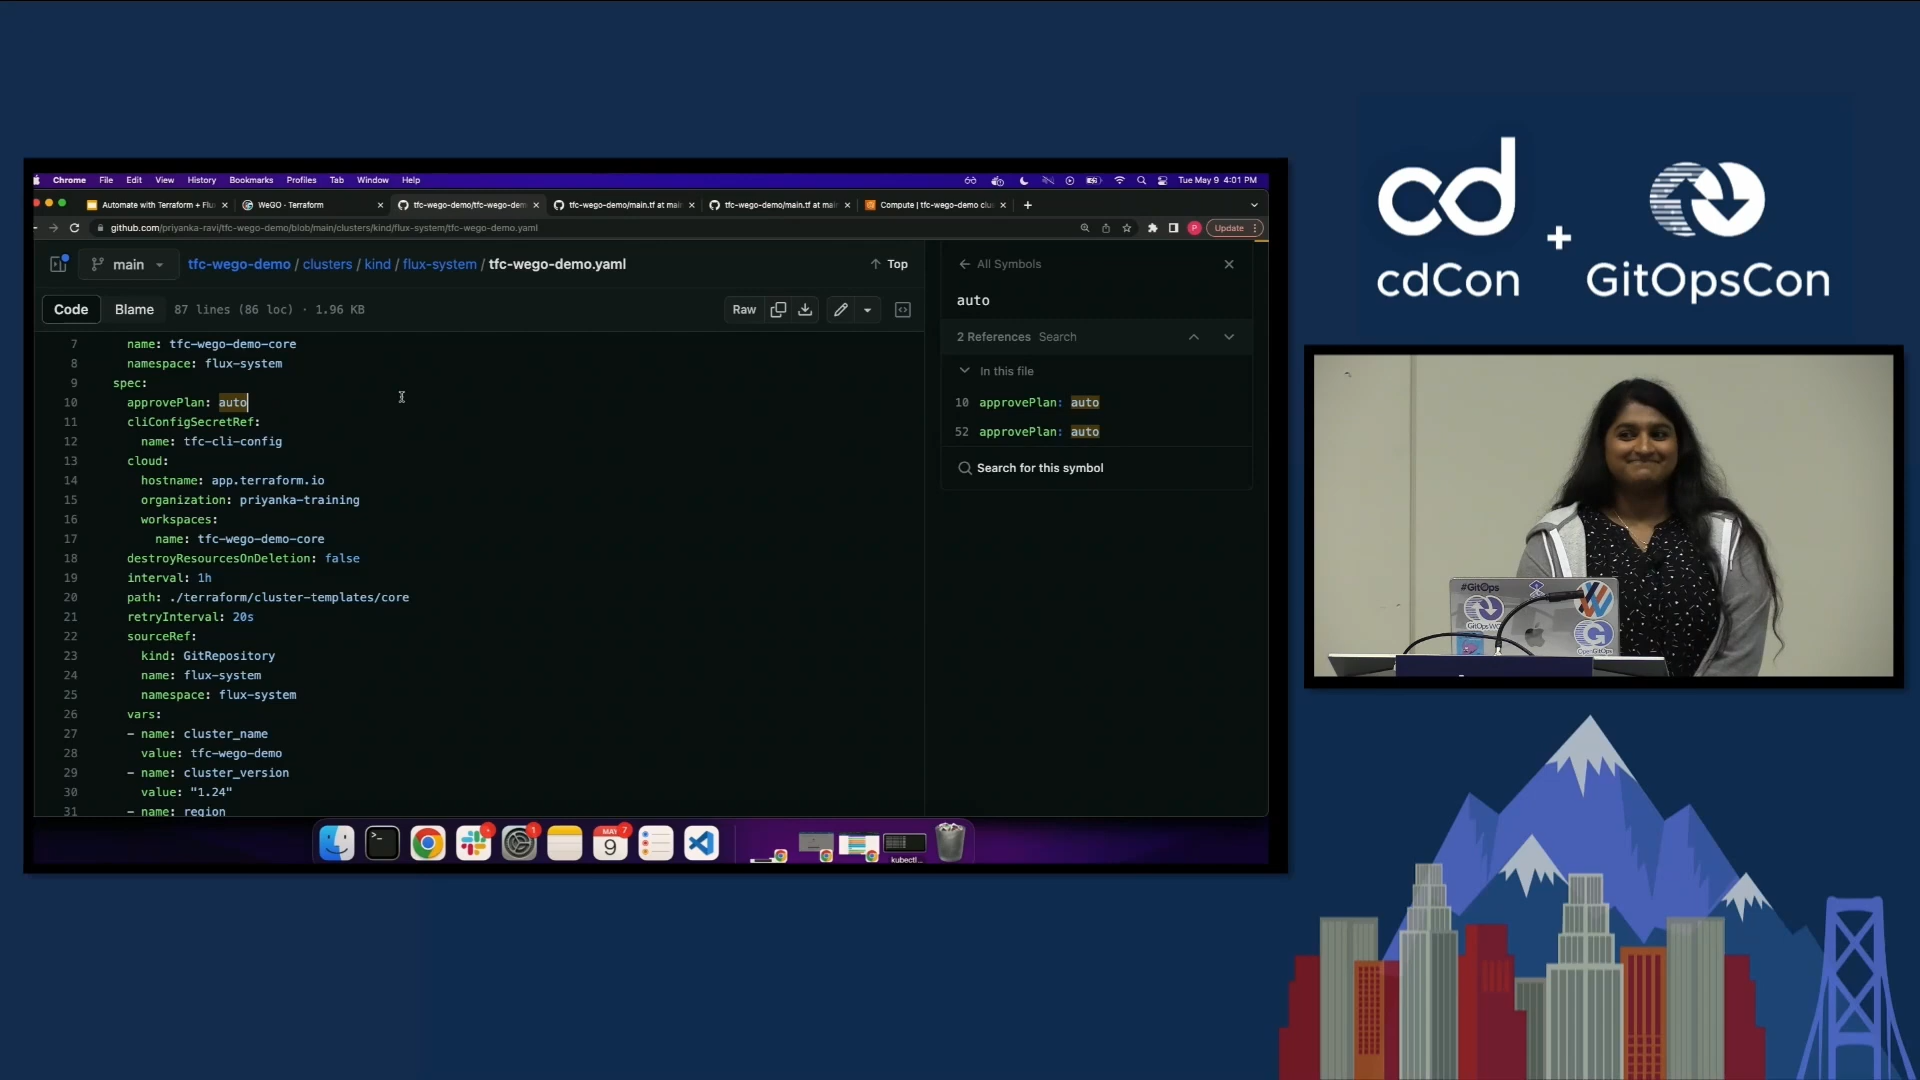 Chrome File Edit View History Bookmarks Profiles Tab Window Help
Tue May 9 4:01 PM
Automate with Terraform + Flu
WeGO - Terraform
tfc-wego-demo/tfc-wego-dem
tfc-wego-demo/main.tf at mai
tfc-wego-demo/main.tf at mai
Compute | tfc-wego-demo clu
github.com/priyanka-ravi/tfc-wego-demo/blob/main/clusters/kind/flux-system/tfc-wego-demo.yaml
P
Update
main
tfc-wego-demo / clusters / kind / flux-system / tfc-wego-demo.yaml
Top
Code Blame 87 lines (86 loc) · 1.96 KB
Raw
7 name: tfc-wego-demo-core
8 namespace: flux-system
9 spec:
10 approvePlan: auto
11 cliConfigSecretRef:
12 name: tfc-cli-config
13 cloud:
14 hostname: app.terraform.io
15 organization: priyanka-training
16 workspaces:
17 name: tfc-wego-demo-core
18 destroyResourcesOnDeletion: false
19 interval: 1h
20 path: ./terraform/cluster-templates/core
21 retryInterval: 20s
22 sourceRef:
23 kind: GitRepository
24 name: flux-system
25 namespace: flux-system
26 vars:
27 - name: cluster_name
28 value: tfc-wego-demo
29 - name: cluster_version
30 value: "1.24"
31 - name: region
All Symbols
auto
2 References Search
In this file
10 approvePlan: auto
52 approvePlan: auto
Search for this symbol
1
MAY 7
9
kubectl...
cd
cdCon
+
GitOpsCon
#GitOps
GitOpsWG
OpenGitOps